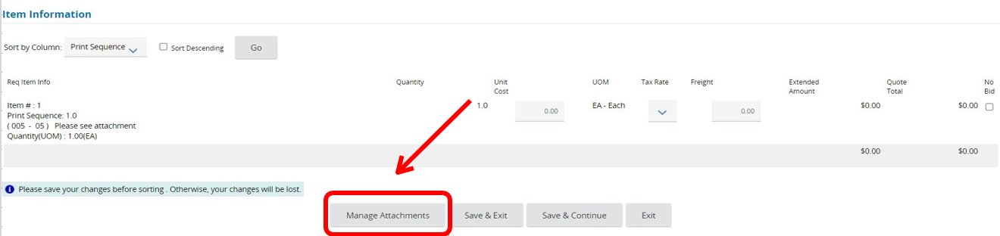 Item Information
Sort by Column: Print Sequence Sort Descending Go
Req Item Info Quantity Unit Cost UOM Tax Rate Freight Extended Amount Quote Total No Bid
Item # : 1 1.0 0.00 EA - Each 0.00 $0.00 $0.00
Print Sequence: 1.0
( 005 - 05 ) Please see attachment
Quantity(UOM) : 1.00(EA)
$0.00 $0.00
i Please save your changes before sorting . Otherwise, your changes will be lost.
Manage Attachments Save & Exit Save & Continue Exit